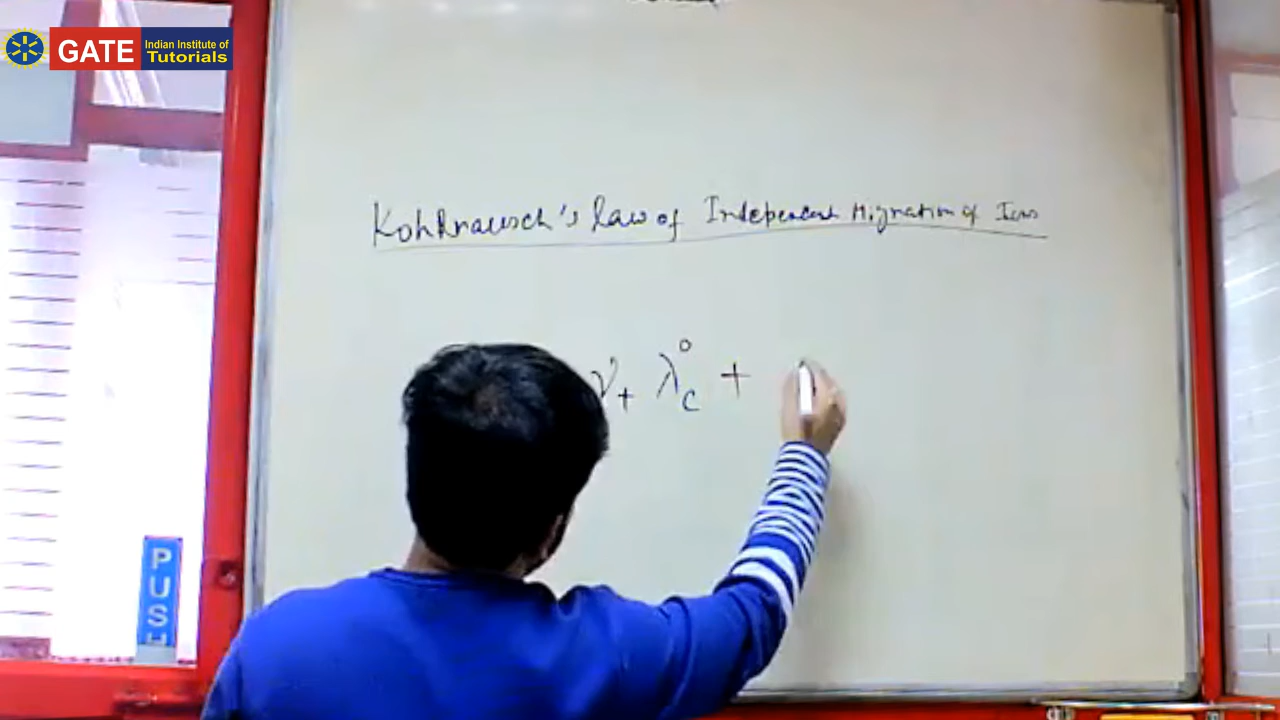 GATE Indian Institute of
Tutorials
Kohlrausch's law of Independent Migration of Ions
ν₊ λ°c +
PUSH